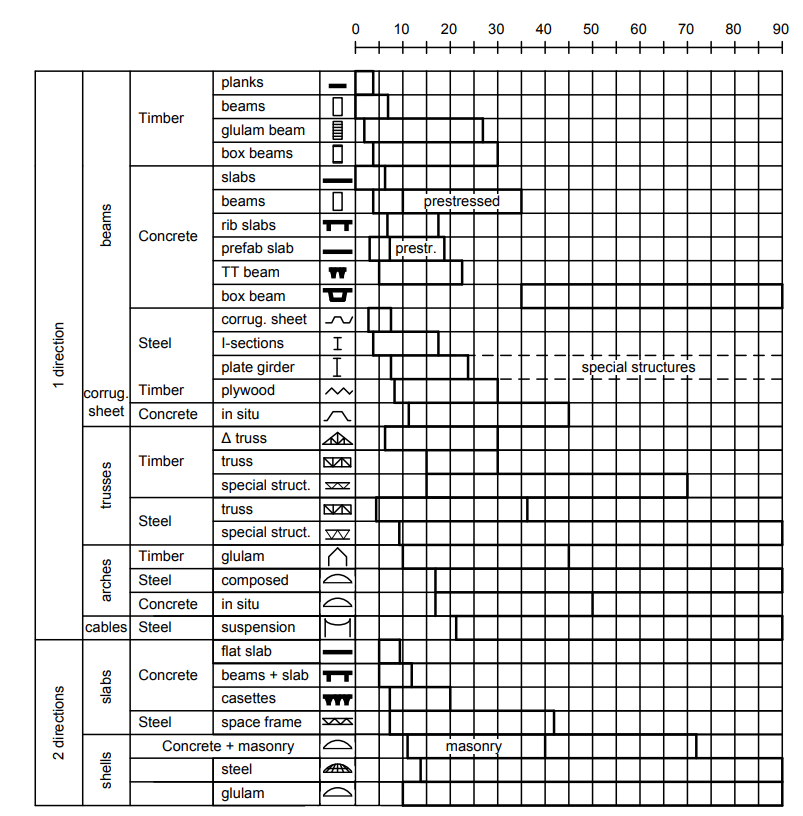 0 10 20 30 40 50 60 70 80 90
planks
Timber
beams
glulam beam
box beams
slabs
beams
prestressed
beams
rib slabs
Concrete
prefab slab
prestr.
TT beam
box beam
corrug. sheet
Steel
I-sections
1 direction
plate girder
special structures
corrug.
sheet
Timber
plywood
Concrete
in situ
Δ truss
trusses
Timber
truss
special struct.
Steel
truss
special struct.
arches
Timber
glulam
Steel
composed
Concrete
in situ
cables
Steel
suspension
flat slab
2 directions
slabs
Concrete
beams + slab
casettes
Steel
space frame
shells
Concrete + masonry
masonry
steel
glulam